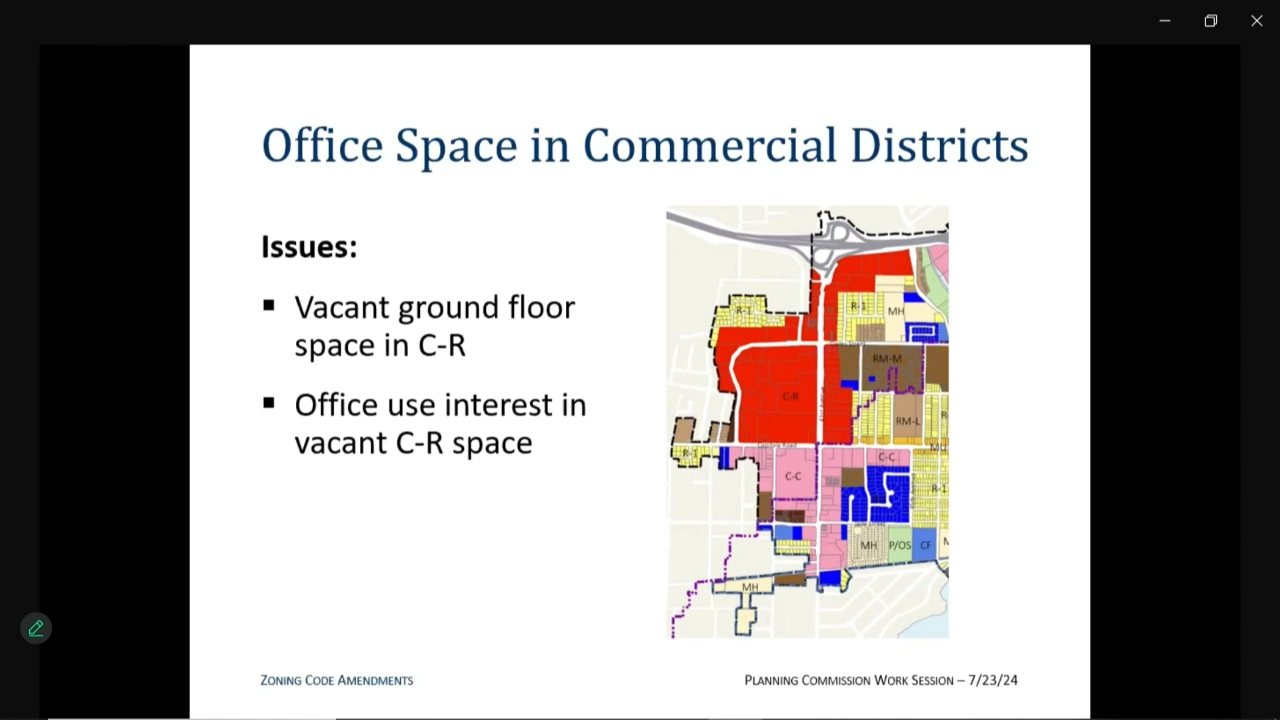 Office Space in Commercial Districts
Issues:
▪ Vacant ground floor
space in C-R
▪ Office use interest in
vacant C-R space
R-1
R-1
MH
RM-M
C-R
RM-L
R-1
C-C
C-C
R-1
MH
P/OS
CF
MH
ZONING CODE AMENDMENTS
PLANNING COMMISSION WORK SESSION – 7/23/24